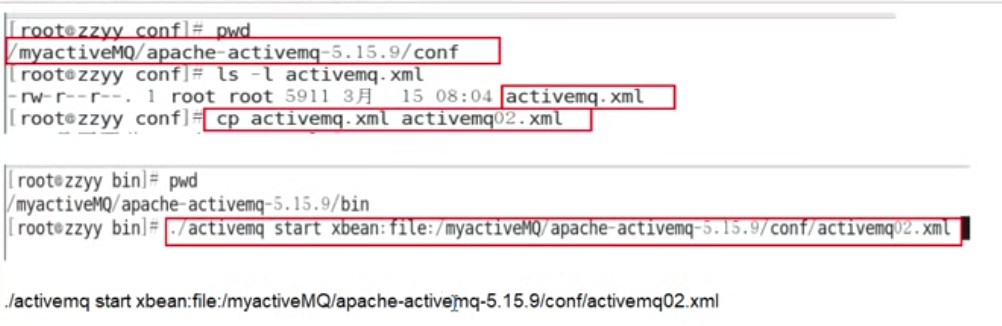 [root@zzyy conf]# pwd
/myactiveMQ/apache-activemq-5.15.9/conf
[root@zzyy conf]# ls -l activemq.xml
-rw-r--r--. 1 root root 5911 3月  15 08:04 activemq.xml
[root@zzyy conf]# cp activemq.xml activemq02.xml
[root@zzyy bin]# pwd
/myactiveMQ/apache-activemq-5.15.9/bin
[root@zzyy bin]# ./activemq start xbean:file:/myactiveMQ/apache-activemq-5.15.9/conf/activemq02.xml
./activemq start xbean:file:/myactiveMQ/apache-activemq-5.15.9/conf/activemq02.xml